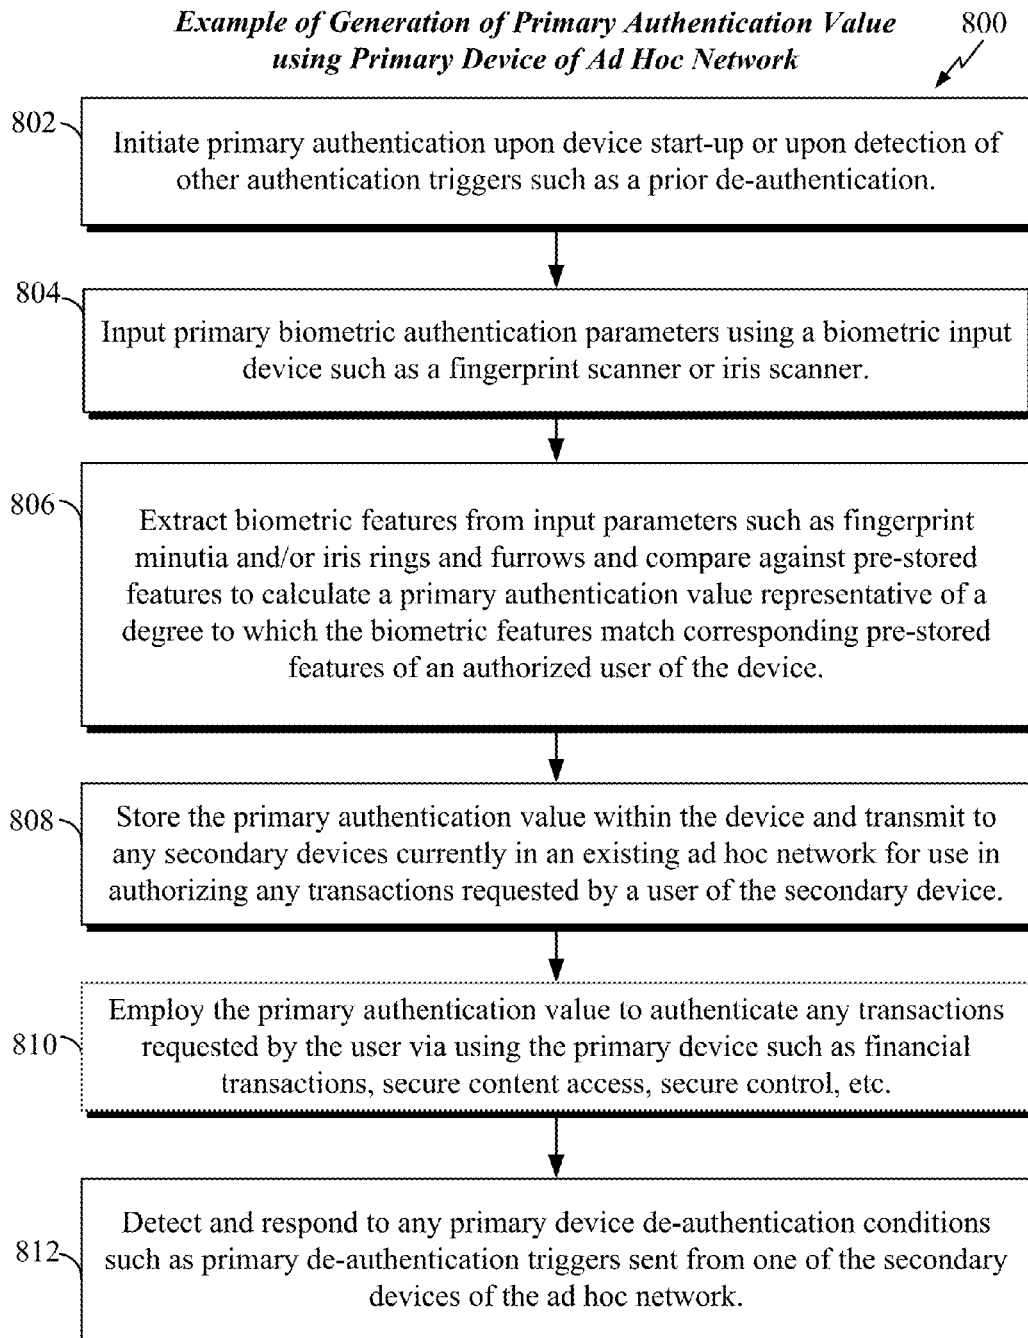 Example of Generation of Primary Authentication Value
800
using Primary Device of Ad Hoc Network
802
Initiate primary authentication upon device start-up or upon detection of
other authentication triggers such as a prior de-authentication.
804
Input primary biometric authentication parameters using a biometric input
device such as a fingerprint scanner or iris scanner.
806
Extract biometric features from input parameters such as fingerprint
minutia and/or iris rings and furrows and compare against pre-stored
features to calculate a primary authentication value representative of a
degree to which the biometric features match corresponding pre-stored
features of an authorized user of the device.
808
Store the primary authentication value within the device and transmit to
any secondary devices currently in an existing ad hoc network for use in
authorizing any transactions requested by a user of the secondary device.
810
Employ the primary authentication value to authenticate any transactions
requested by the user via using the primary device such as financial
transactions, secure content access, secure control, etc.
812
Detect and respond to any primary device de-authentication conditions
such as primary de-authentication triggers sent from one of the secondary
devices of the ad hoc network.